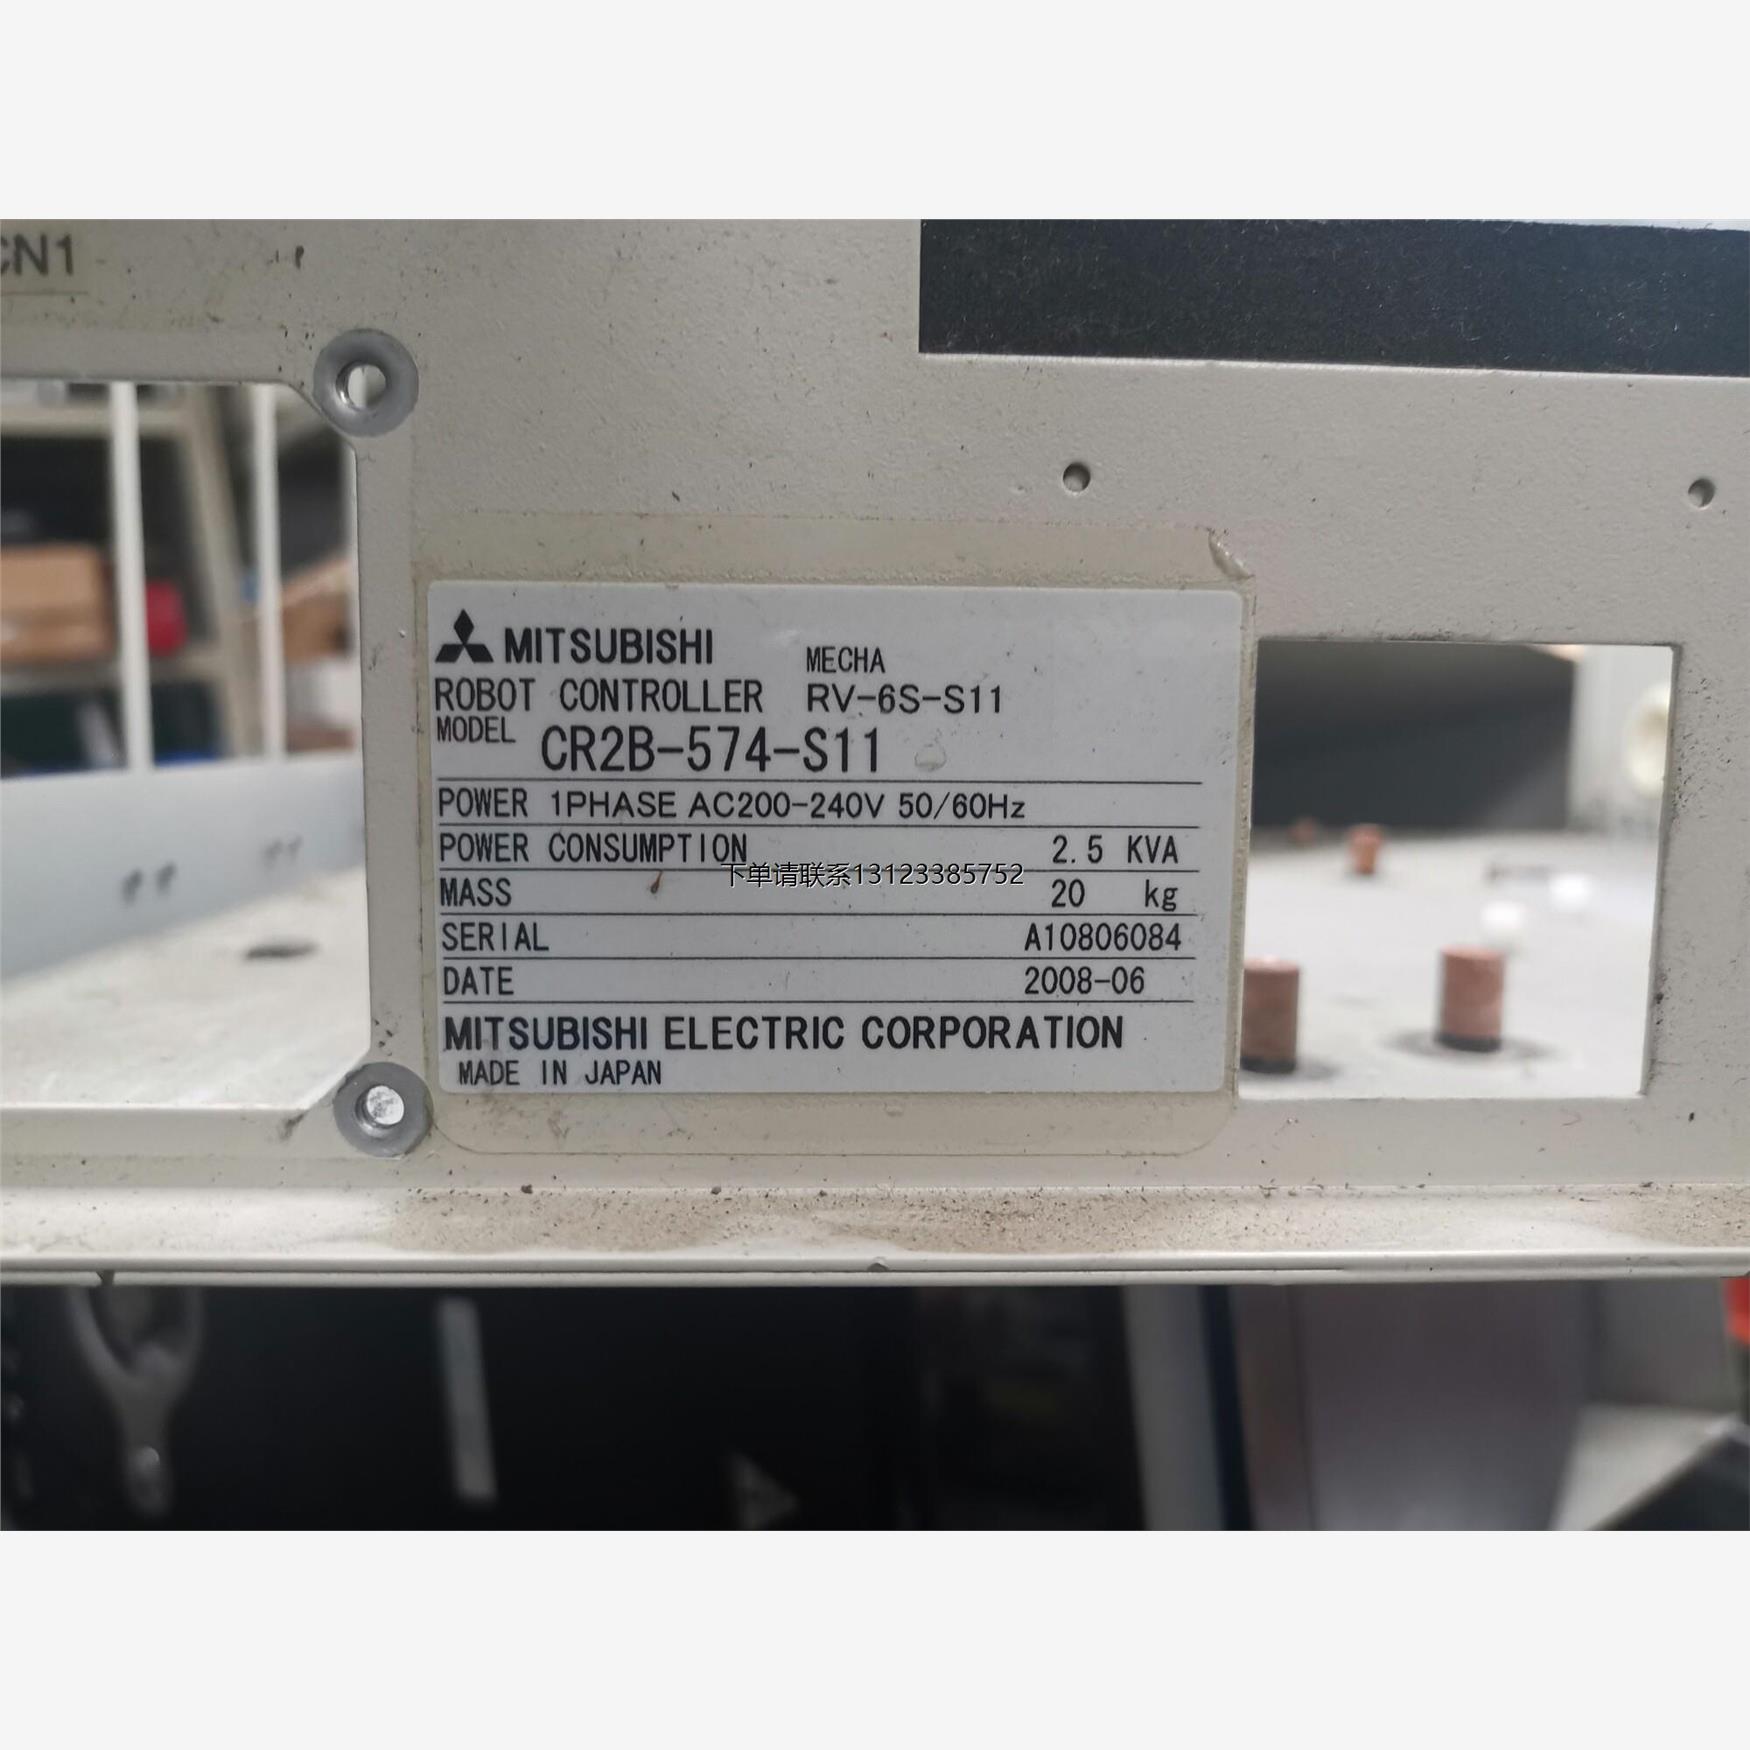 CN1
MITSUBISHI
MECHA
ROBOT CONTROLLER RV-6S-S11
MODEL CR2B-574-S11
POWER 1PHASE AC200-240V 50/60Hz
POWER CONSUMPTION 2.5 KVA
下单请联系13123385752
MASS 20 kg
SERIAL A10806084
DATE 2008-06
MITSUBISHI ELECTRIC CORPORATION
MADE IN JAPAN